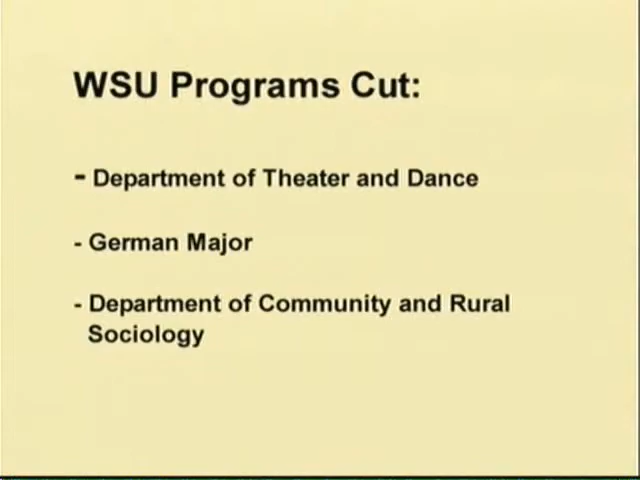 WSU Programs Cut:
- Department of Theater and Dance
- German Major
- Department of Community and Rural
Sociology